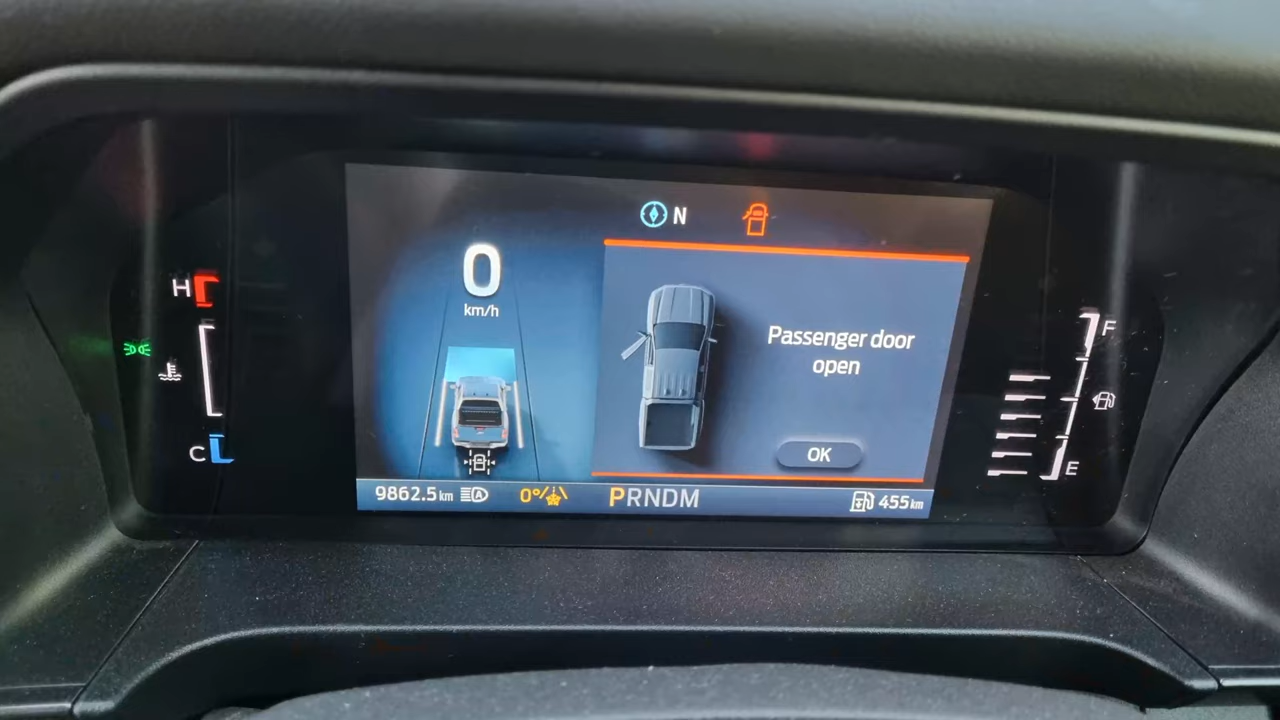 N
0
km/h
Passenger door
open
OK
H
C
F
E
9862.5 km
A
0°/
PRNDM
455 km